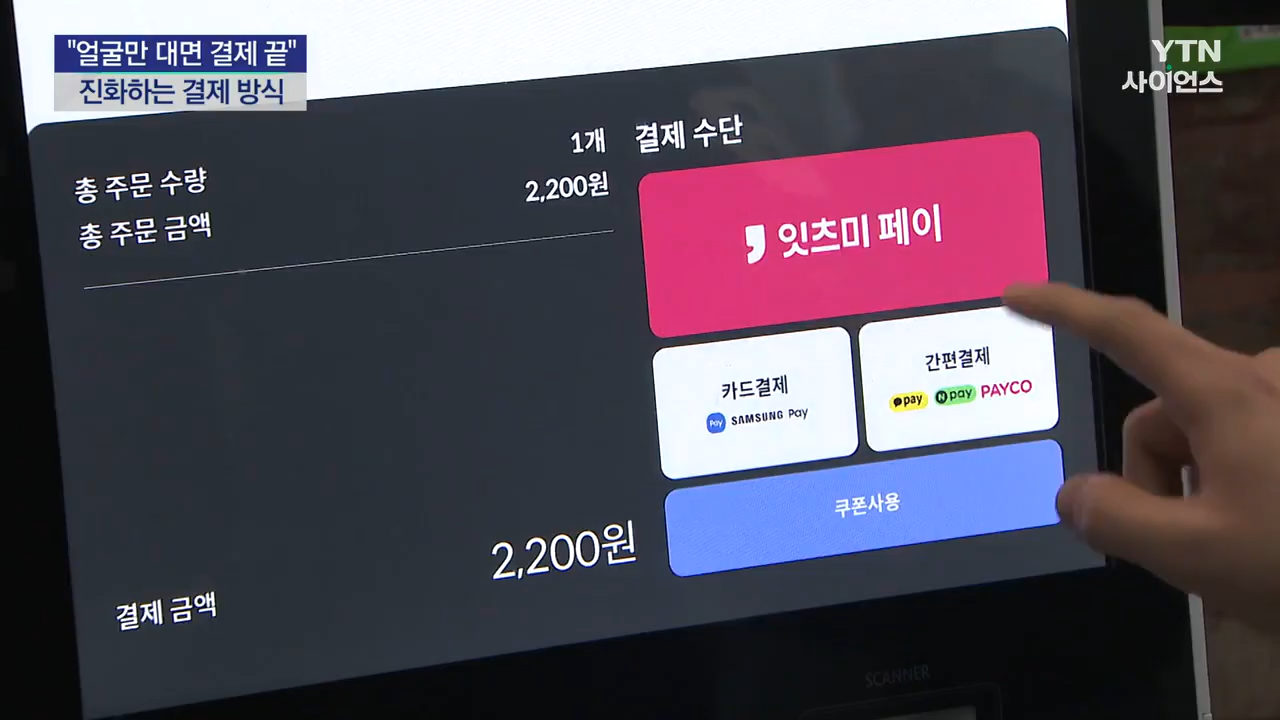 "얼굴만 대면 결제 끝"
진화하는 결제 방식
YTN
사이언스
총 주문 수량 1개
총 주문 금액 2,200원
결제 금액 2,200원
결제 수단
잇츠미 페이
카드결제
Pay SAMSUNG Pay
간편결제
pay N pay PAYCO
쿠폰사용
SCANNER